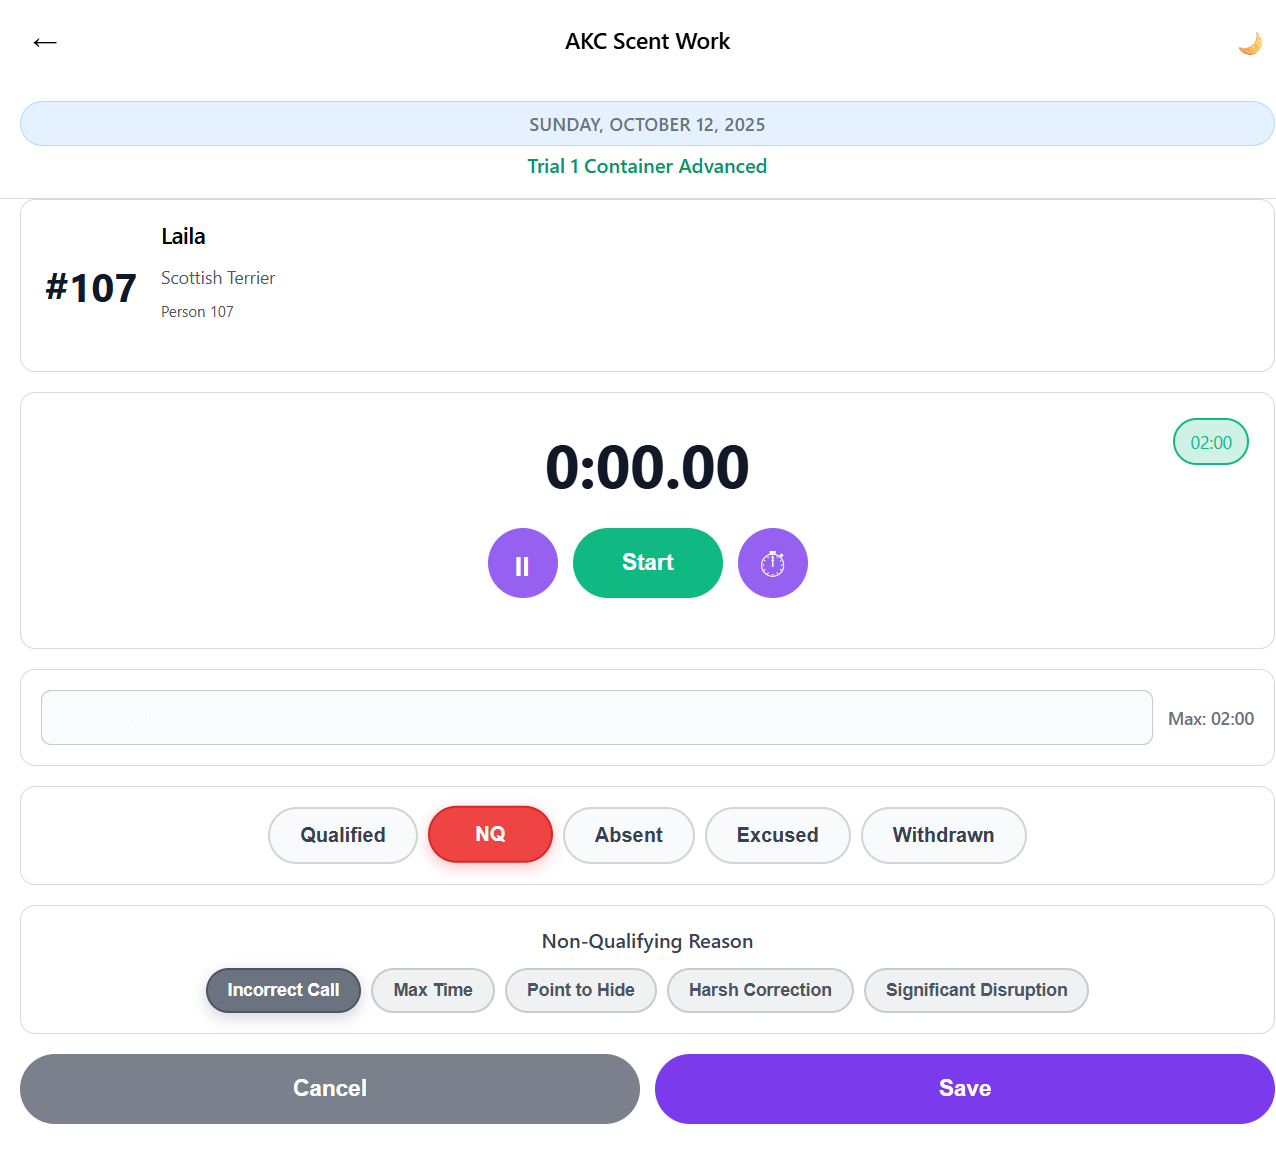 AKC Scent Work
SUNDAY, OCTOBER 12, 2025
Trial 1 Container Advanced
Laila
#107
Scottish Terrier
Person 107
02:00
0:00.00
Start
Max: 02:00
Qualified
NQ
Absent
Excused
Withdrawn
Non-Qualifying Reason
Incorrect Call
Max Time
Point to Hide
Harsh Correction
Significant Disruption
Cancel
Save